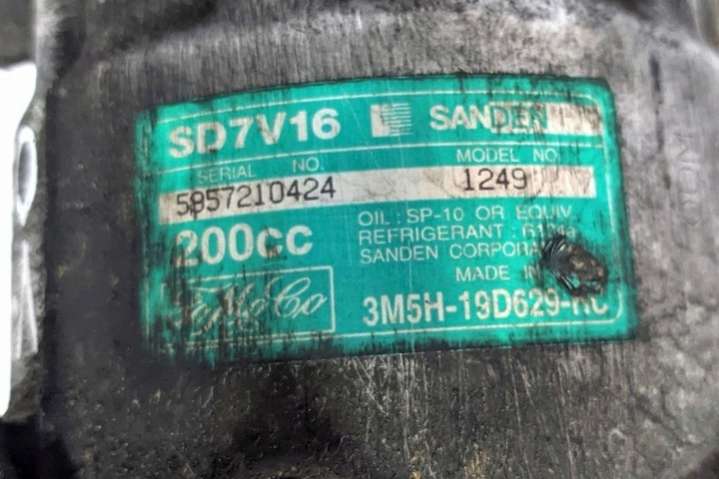 SD7V16 SANDEN
SERIAL NO. MODEL NO.
5857210424 1249
OIL : SP-10 OR EQUIV.
200cc REFRIGERANT :
SANDEN
MADE IN
FoMoCo 3M5H-19D629-